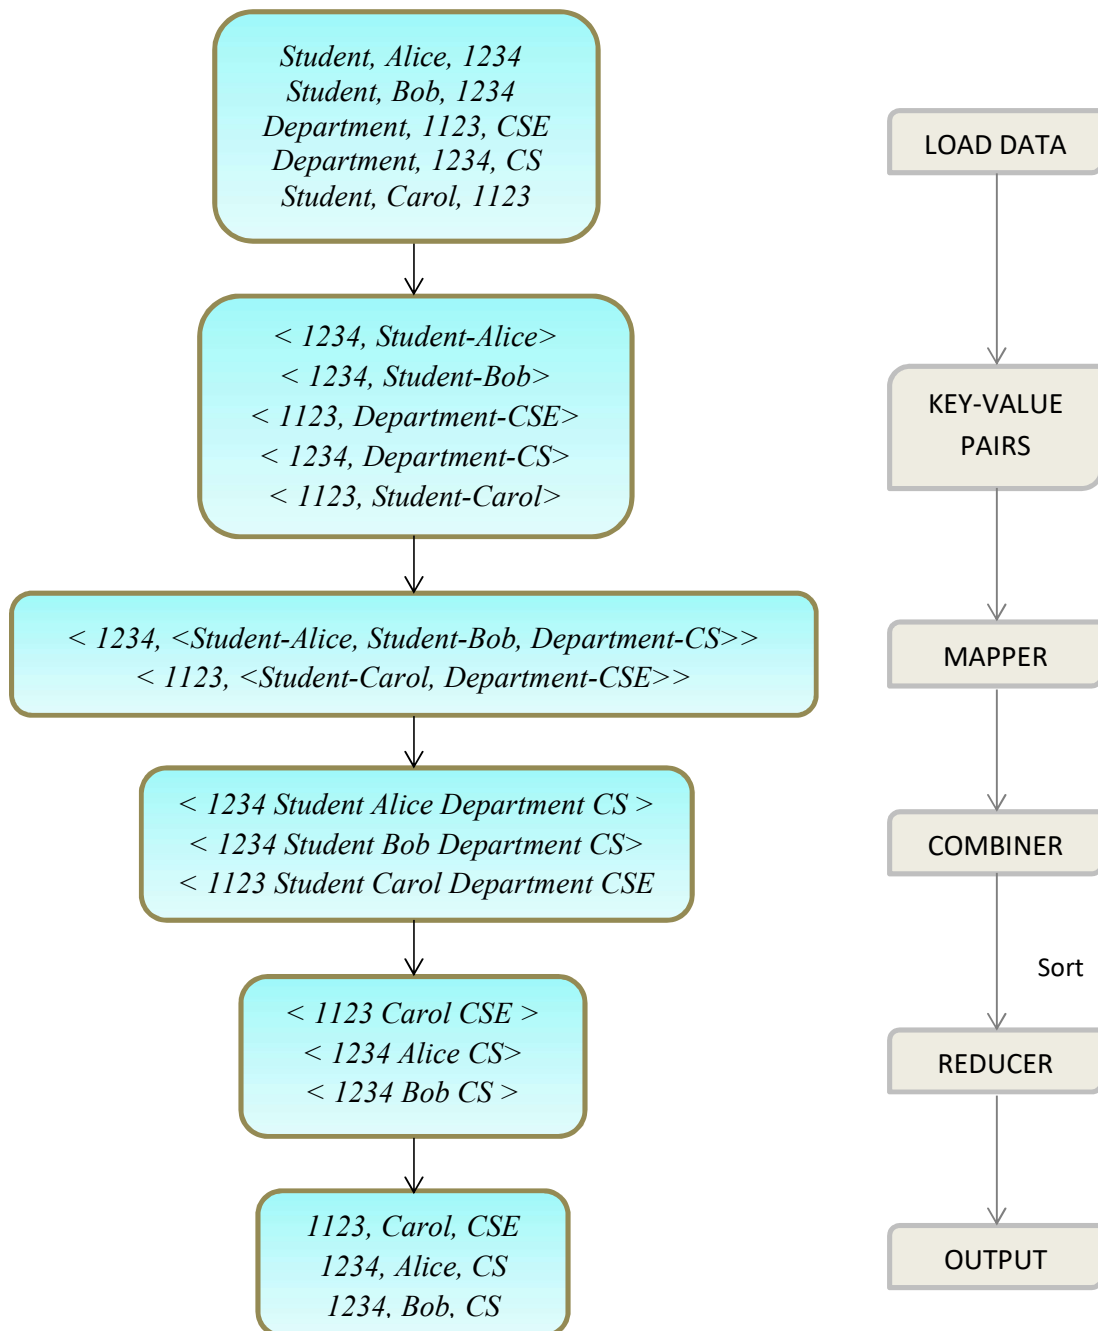 Student, Alice, 1234
Student, Bob, 1234
Department, 1123, CSE
Department, 1234, CS
Student, Carol, 1123
LOAD DATA
< 1234, Student-Alice>
< 1234, Student-Bob>
< 1123, Department-CSE>
< 1234, Department-CS>
< 1123, Student-Carol>
KEY-VALUE
PAIRS
< 1234, <Student-Alice, Student-Bob, Department-CS>>
< 1123, <Student-Carol, Department-CSE>>
MAPPER
< 1234 Student Alice Department CS >
< 1234 Student Bob Department CS>
< 1123 Student Carol Department CSE
COMBINER
Sort
< 1123 Carol CSE >
< 1234 Alice CS>
< 1234 Bob CS >
REDUCER
1123, Carol, CSE
1234, Alice, CS
1234, Bob, CS
OUTPUT